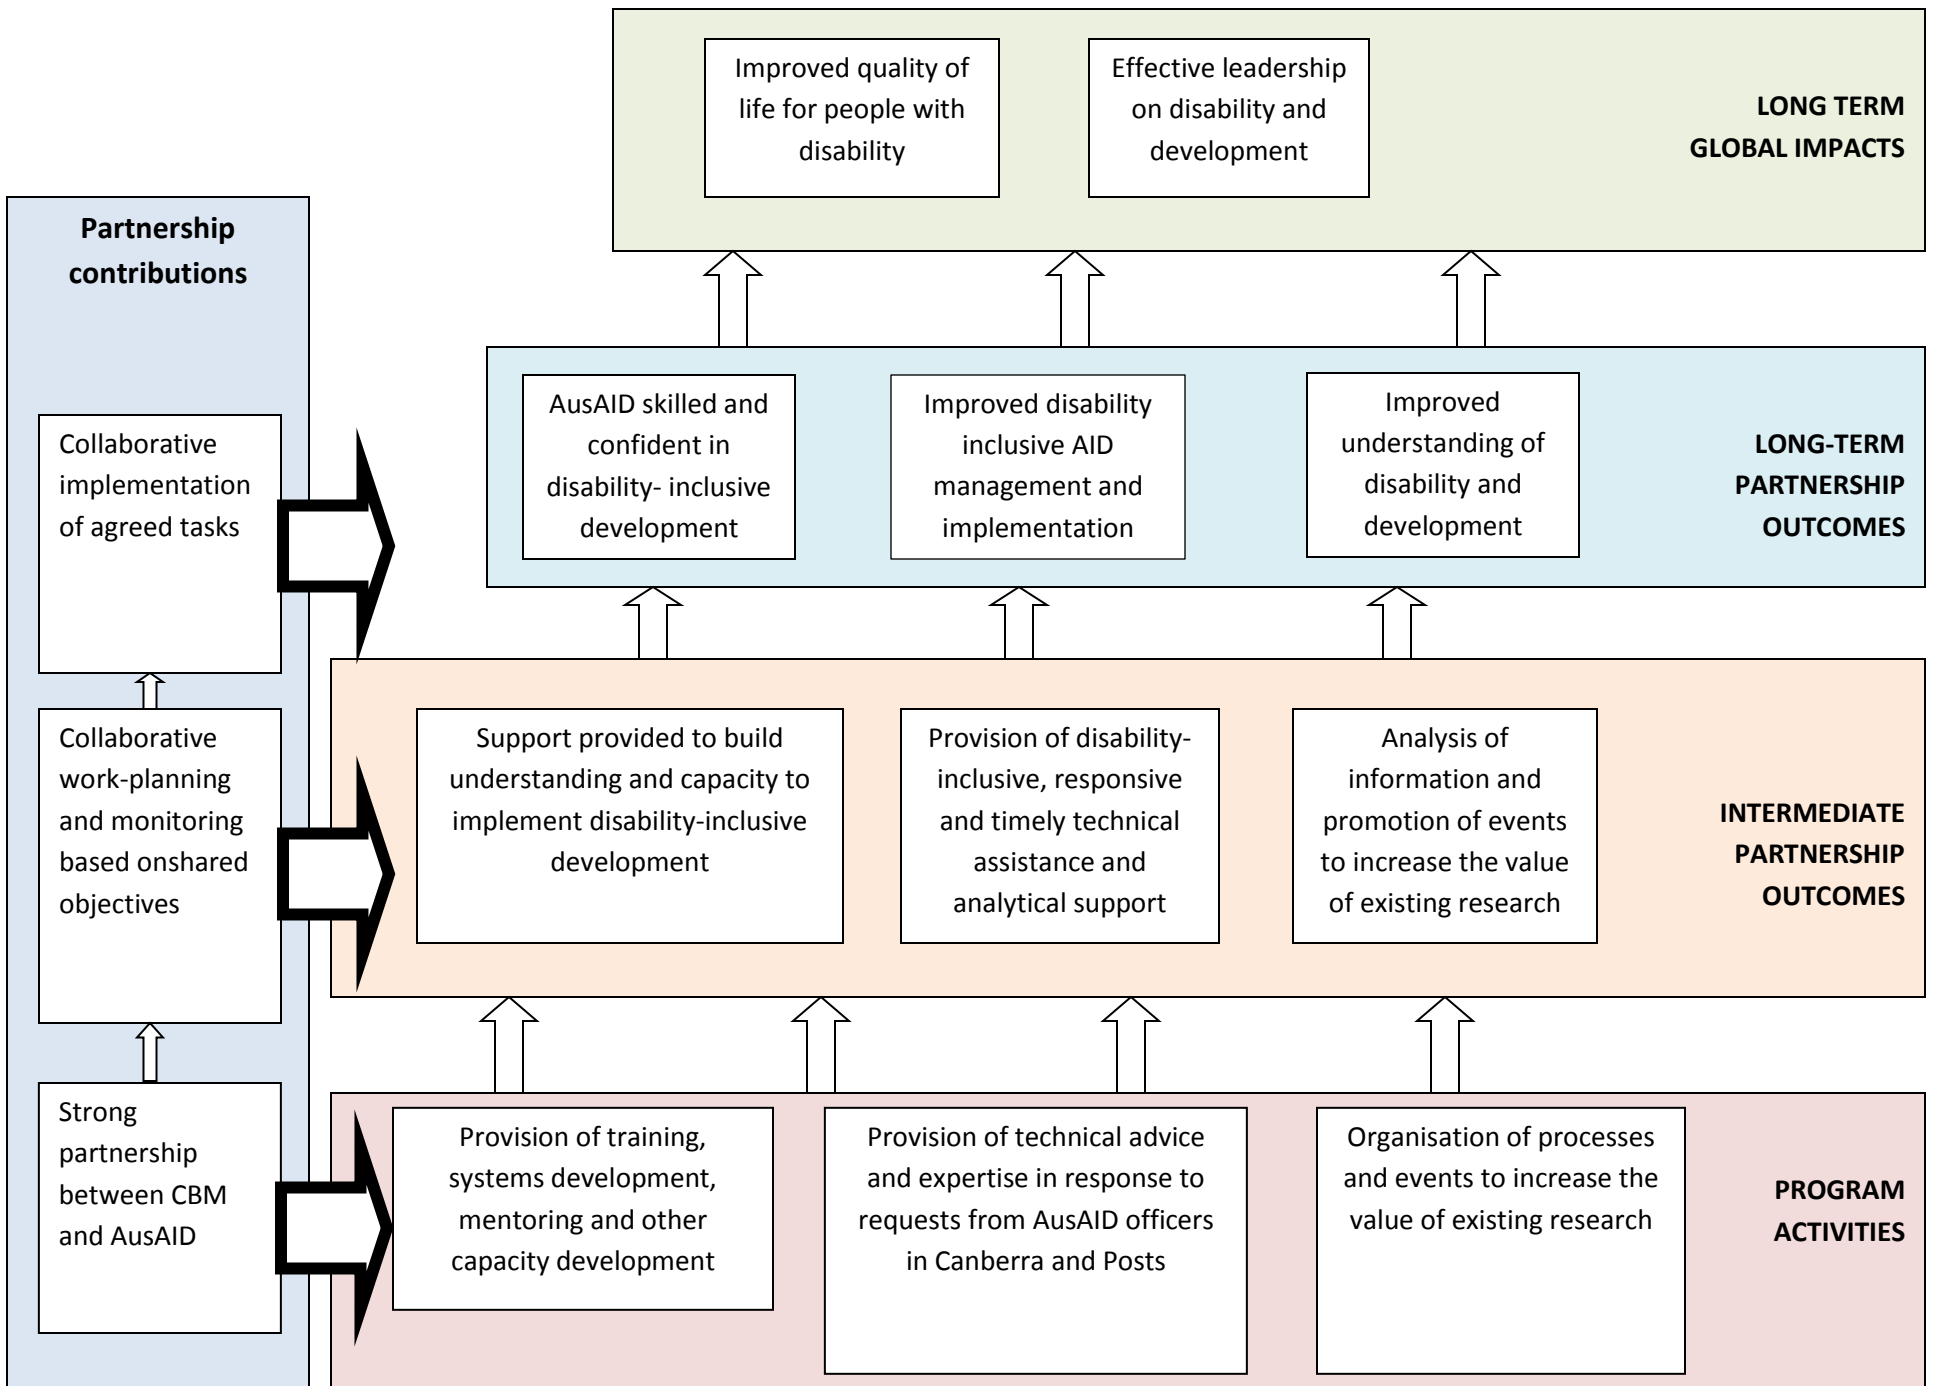 Improved quality of
life for people with
disability
Effective leadership
on disability and
development
LONG TERM
GLOBAL IMPACTS
Partnership
contributions
Collaborative
implementation
of agreed tasks
AusAID skilled and
confident in
disability- inclusive
development
Improved disability
inclusive AID
management and
implementation
Improved
understanding of
disability and
development
LONG-TERM
PARTNERSHIP
OUTCOMES
Collaborative
work-planning
and monitoring
based onshared
objectives
Support provided to build
understanding and capacity to
implement disability-inclusive
development
Provision of disability-
inclusive, responsive
and timely technical
assistance and
analytical support
Analysis of
information and
promotion of events
to increase the value
of existing research
INTERMEDIATE
PARTNERSHIP
OUTCOMES
Strong
partnership
between CBM
and AusAID
Provision of training,
systems development,
mentoring and other
capacity development
Provision of technical advice
and expertise in response to
requests from AusAID officers
in Canberra and Posts
Organisation of processes
and events to increase the
value of existing research
PROGRAM
ACTIVITIES